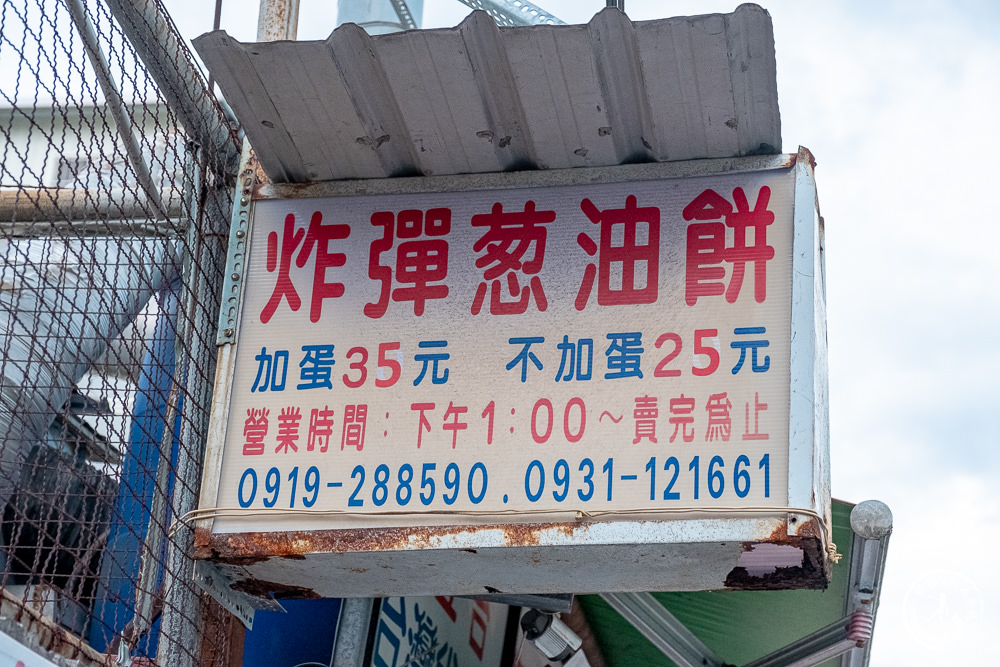 炸彈葱油餅
加蛋35元 不加蛋25元
營業時間：下午1：00～賣完為止
0919-288590 . 0931-121661